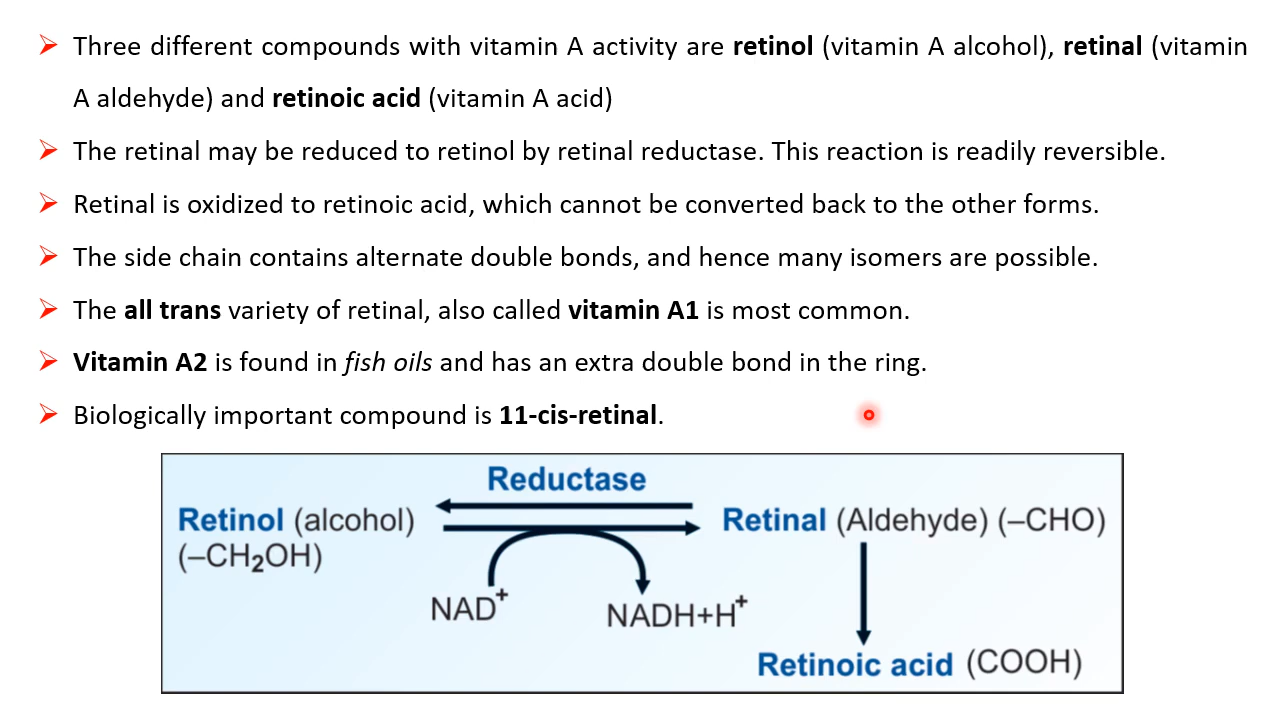 Three different compounds with vitamin A activity are retinol (vitamin A alcohol), retinal (vitamin
A aldehyde) and retinoic acid (vitamin A acid)
The retinal may be reduced to retinol by retinal reductase. This reaction is readily reversible.
Retinal is oxidized to retinoic acid, which cannot be converted back to the other forms.
The side chain contains alternate double bonds, and hence many isomers are possible.
The all trans variety of retinal, also called vitamin A1 is most common.
Vitamin A2 is found in fish oils and has an extra double bond in the ring.
Biologically important compound is 11-cis-retinal.
Reductase
Retinol (alcohol)
(–CH₂OH)
Retinal (Aldehyde) (–CHO)
NAD⁺
NADH+H⁺
Retinoic acid (COOH)